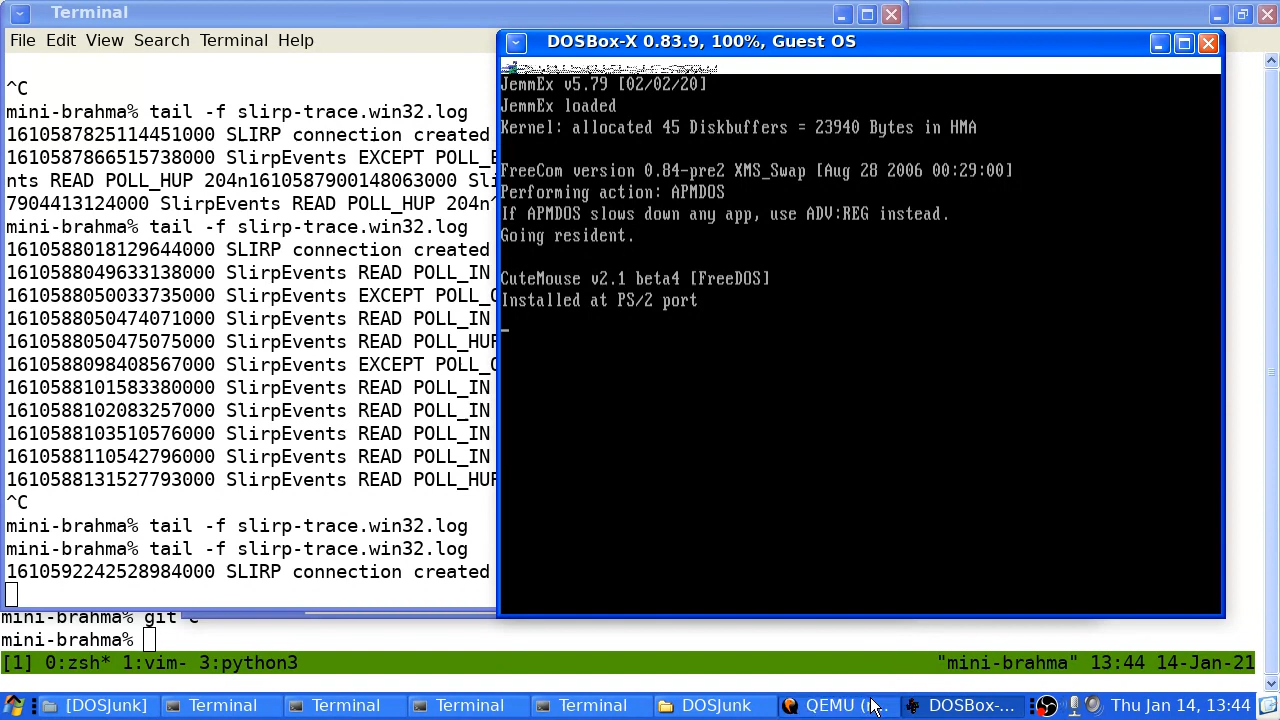 Terminal
File Edit View Search Terminal Help
^C
mini-brahma% tail -f slirp-trace.win32.log
1610587825114451000 SLIRP connection created
1610587866515738000 SlirpEvents EXCEPT POLL_E
nts READ POLL_HUP 204n1610587900148063000 Sli
7904413124000 SlirpEvents READ POLL_HUP 204n^
mini-brahma% tail -f slirp-trace.win32.log
1610588018129644000 SLIRP connection created
1610588049633138000 SlirpEvents READ POLL_IN
1610588050033735000 SlirpEvents EXCEPT POLL_O
1610588050474071000 SlirpEvents READ POLL_IN
1610588050475075000 SlirpEvents READ POLL_HUP
1610588098408567000 SlirpEvents EXCEPT POLL_O
1610588101583380000 SlirpEvents READ POLL_IN
1610588102083257000 SlirpEvents READ POLL_IN
1610588103510576000 SlirpEvents READ POLL_IN
1610588110542796000 SlirpEvents READ POLL_IN
1610588131527793000 SlirpEvents READ POLL_HUP
^C
mini-brahma% tail -f slirp-trace.win32.log
mini-brahma% tail -f slirp-trace.win32.log
1610592242528984000 SLIRP connection created
DOSBox-X 0.83.9, 100%, Guest OS
JemmEx v5.79 [02/02/20]
JemmEx loaded
Kernel: allocated 45 Diskbuffers = 23940 Bytes in HMA
FreeCom version 0.84-pre2 XMS_Swap [Aug 28 2006 00:29:00]
Performing action: APMDOS
If APMDOS slows down any app, use ADV:REG instead.
Going resident.
CuteMouse v2.1 beta4 [FreeDOS]
Installed at PS/2 port
mini-brahma% git ^C
mini-brahma%
[1] 0:zsh* 1:vim- 3:python3 "mini-brahma" 13:44 14-Jan-21
[DOSJunk] Terminal Terminal Terminal Terminal DOSJunk QEMU DOSBox-... Thu Jan 14, 13:44